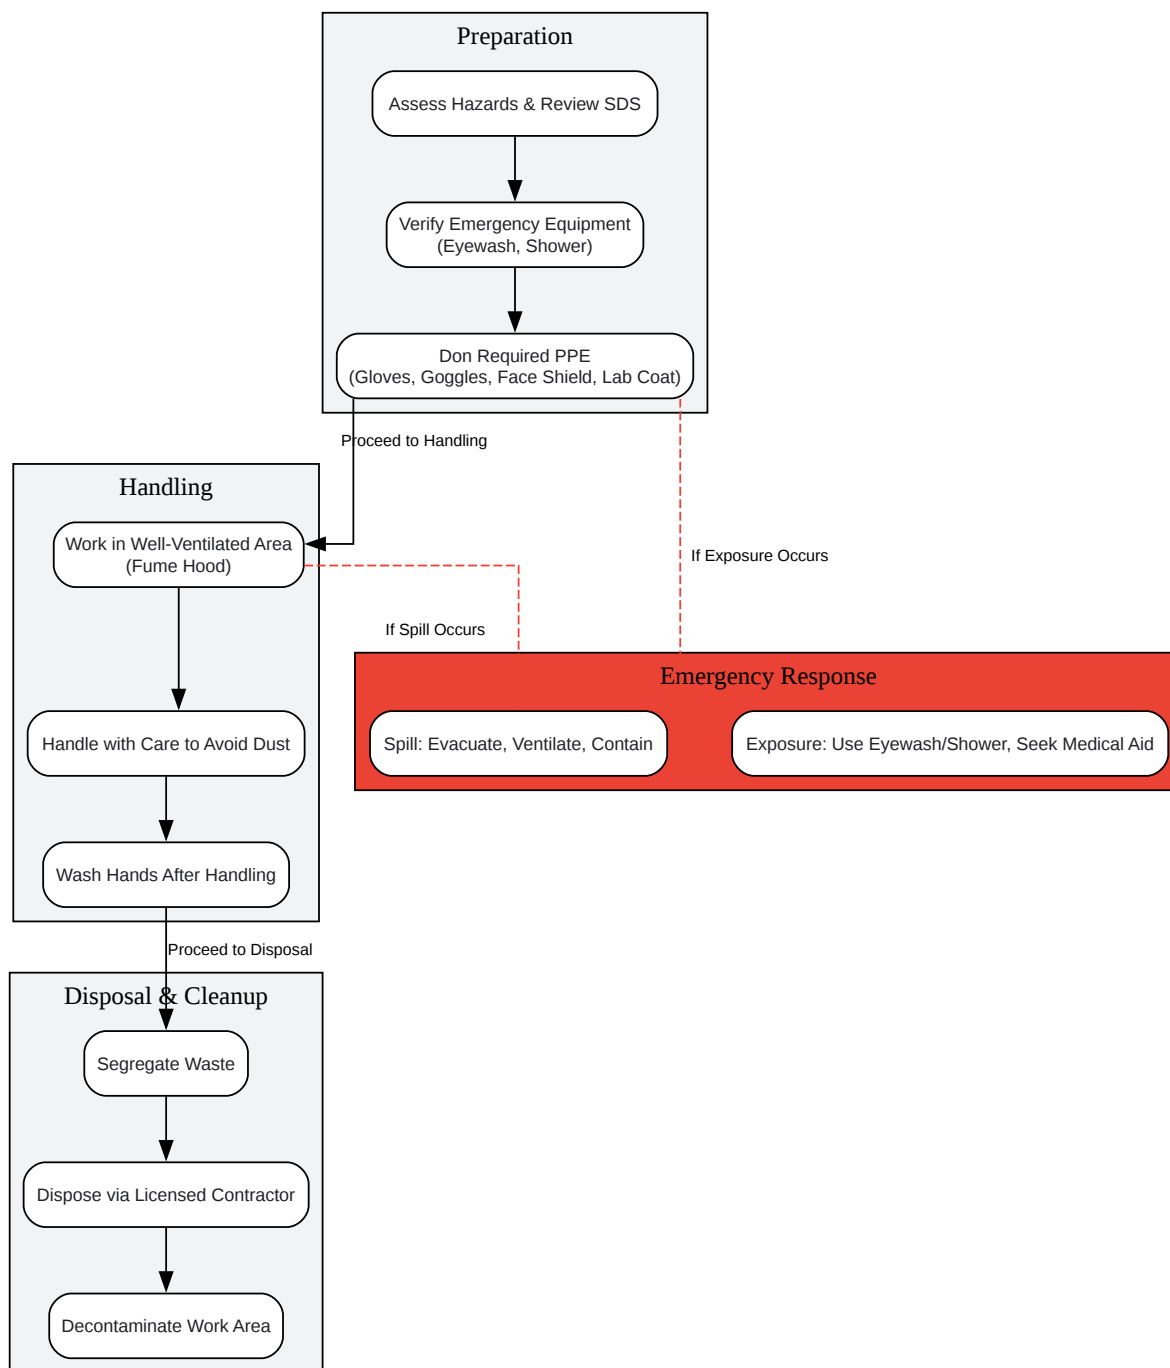 Preparation
Assess Hazards & Review SDS
Verify Emergency Equipment
(Eyewash, Shower)
Don Required PPE
(Gloves, Goggles, Face Shield, Lab Coat)
Proceed to Handling
Handling
Work in Well-Ventilated Area
(Fume Hood)
If Exposure Occurs
If Spill Occurs
Emergency Response
Handle with Care to Avoid Dust
Spill: Evacuate, Ventilate, Contain
Exposure: Use Eyewash/Shower, Seek Medical Aid
Wash Hands After Handling
Proceed to Disposal
Disposal & Cleanup
Segregate Waste
Dispose via Licensed Contractor
Decontaminate Work Area